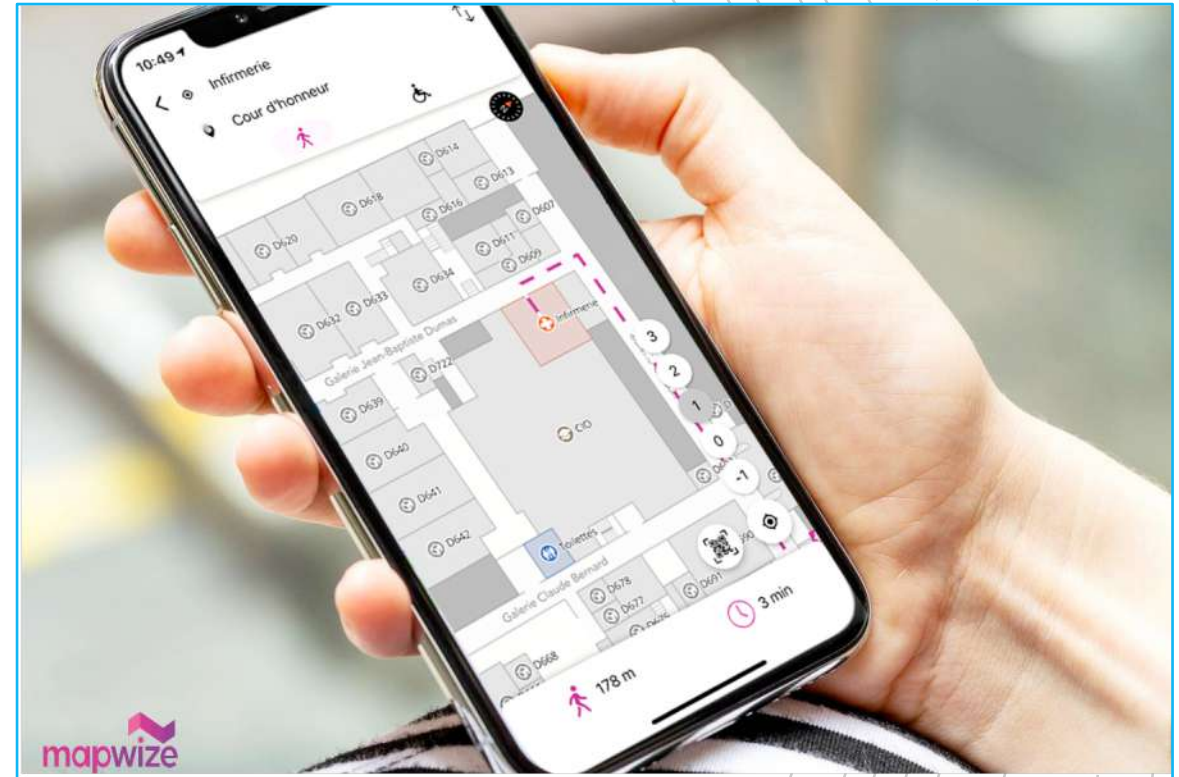 10:49
Infirmerie
Cour d'honneur
D614
D618
D613
D616
D607
D620
D611
D609
D634
D633
D632
Infirmerie
Galerie Jean-Baptiste Dumas
D722
3
2
1
0
-1
D639
CIO
D640
D641
D642
Toilettes
Galerie Claude Bernard
D678
D677
D691
D668
3 min
178 m
mapwize